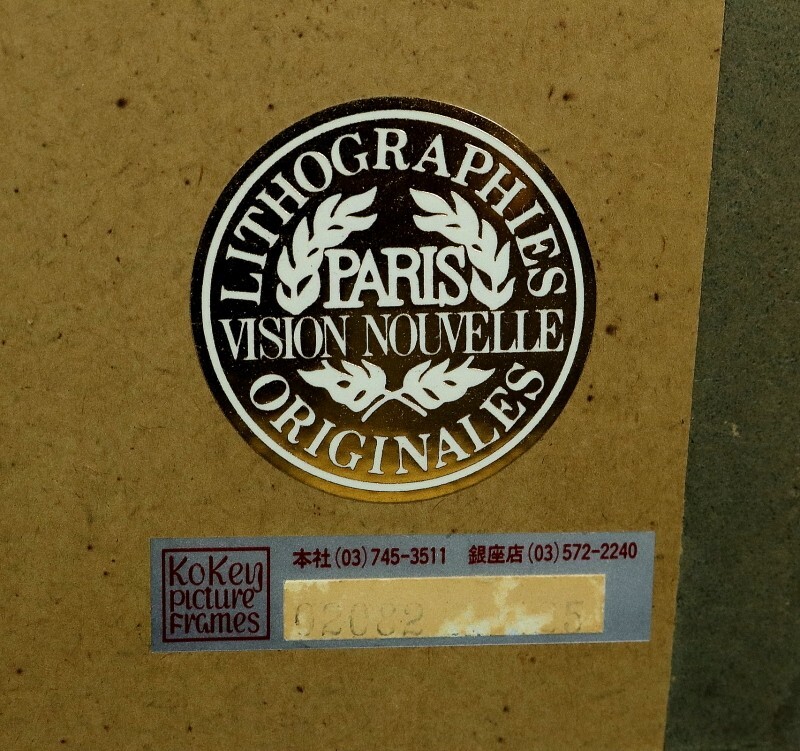 LITHOGRAPHIES
PARIS
VISION NOUVELLE
ORIGINALES
KoKey
picture
Frames
本社(03)745-3511 銀座店(03)572-2240
02082